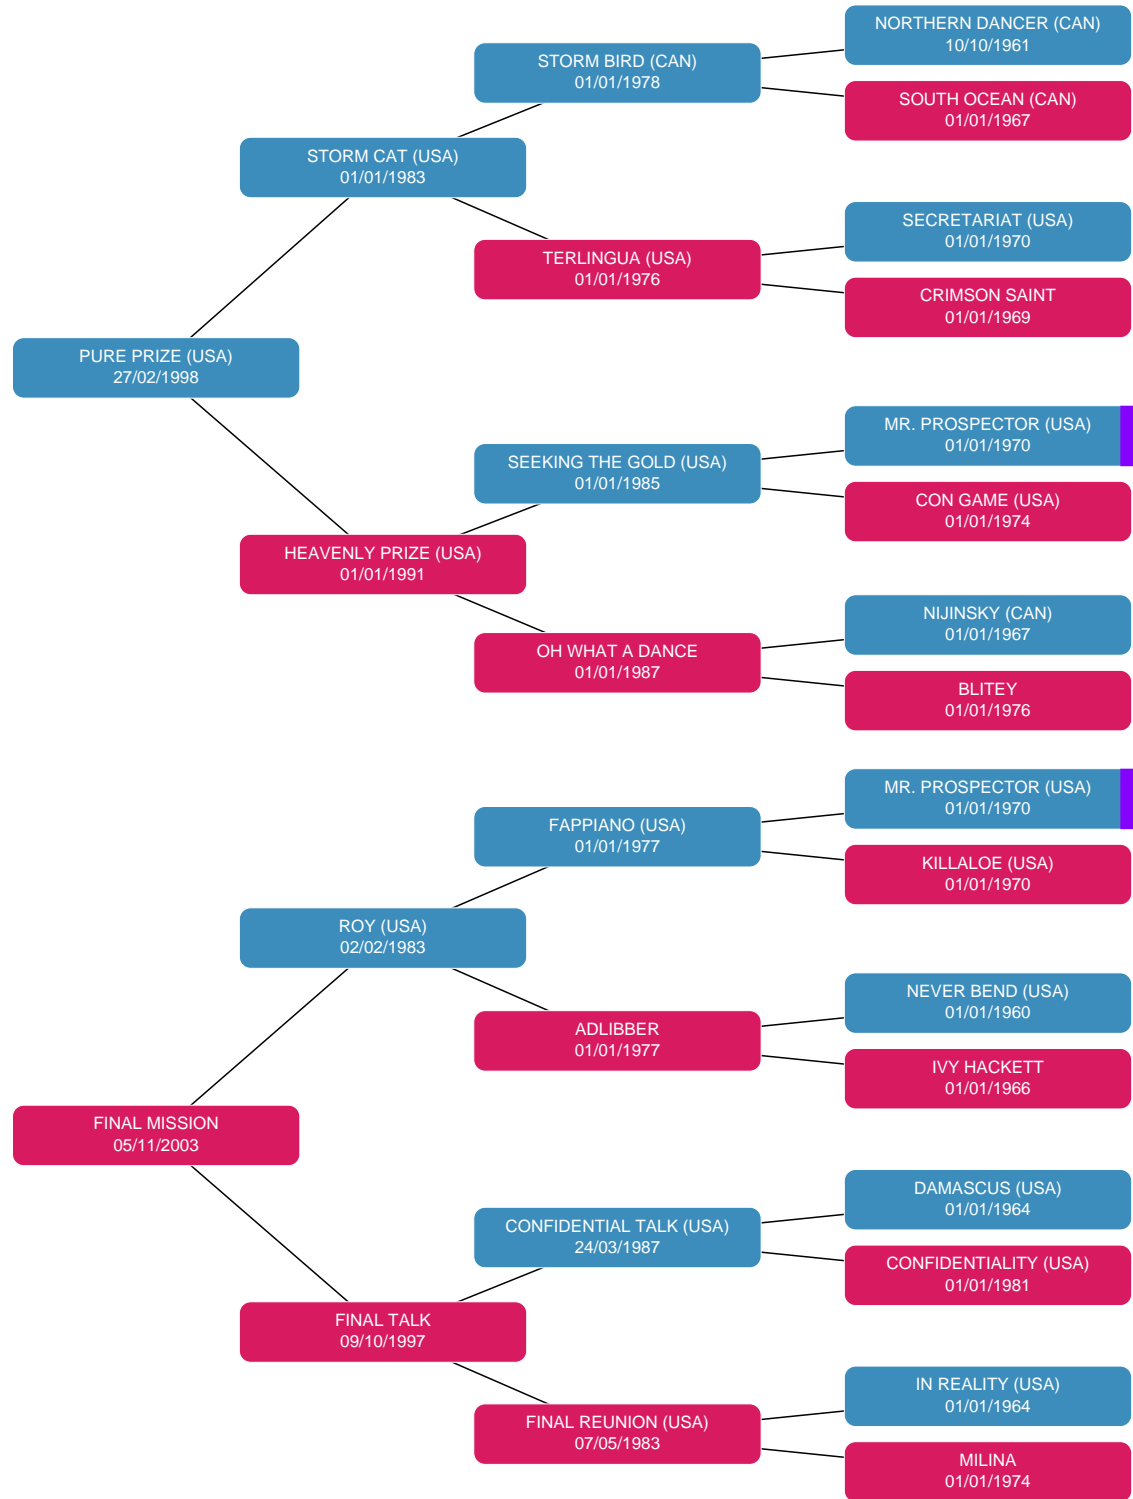 NORTHERN DANCER (CAN)
10/10/1961
STORM BIRD (CAN)
01/01/1978
SOUTH OCEAN (CAN)
01/01/1967
STORM CAT (USA)
01/01/1983
SECRETARIAT (USA)
01/01/1970
TERLINGUA (USA)
01/01/1976
CRIMSON SAINT
01/01/1969
PURE PRIZE (USA)
27/02/1998
MR. PROSPECTOR (USA)
01/01/1970
SEEKING THE GOLD (USA)
01/01/1985
CON GAME (USA)
01/01/1974
HEAVENLY PRIZE (USA)
01/01/1991
NIJINSKY (CAN)
01/01/1967
OH WHAT A DANCE
01/01/1987
BLITEY
01/01/1976
MR. PROSPECTOR (USA)
01/01/1970
FAPPIANO (USA)
01/01/1977
KILLALOE (USA)
01/01/1970
ROY (USA)
02/02/1983
NEVER BEND (USA)
01/01/1960
ADLIBBER
01/01/1977
IVY HACKETT
01/01/1966
FINAL MISSION
05/11/2003
DAMASCUS (USA)
01/01/1964
CONFIDENTIAL TALK (USA)
24/03/1987
CONFIDENTIALITY (USA)
01/01/1981
FINAL TALK
09/10/1997
IN REALITY (USA)
01/01/1964
FINAL REUNION (USA)
07/05/1983
MILINA
01/01/1974